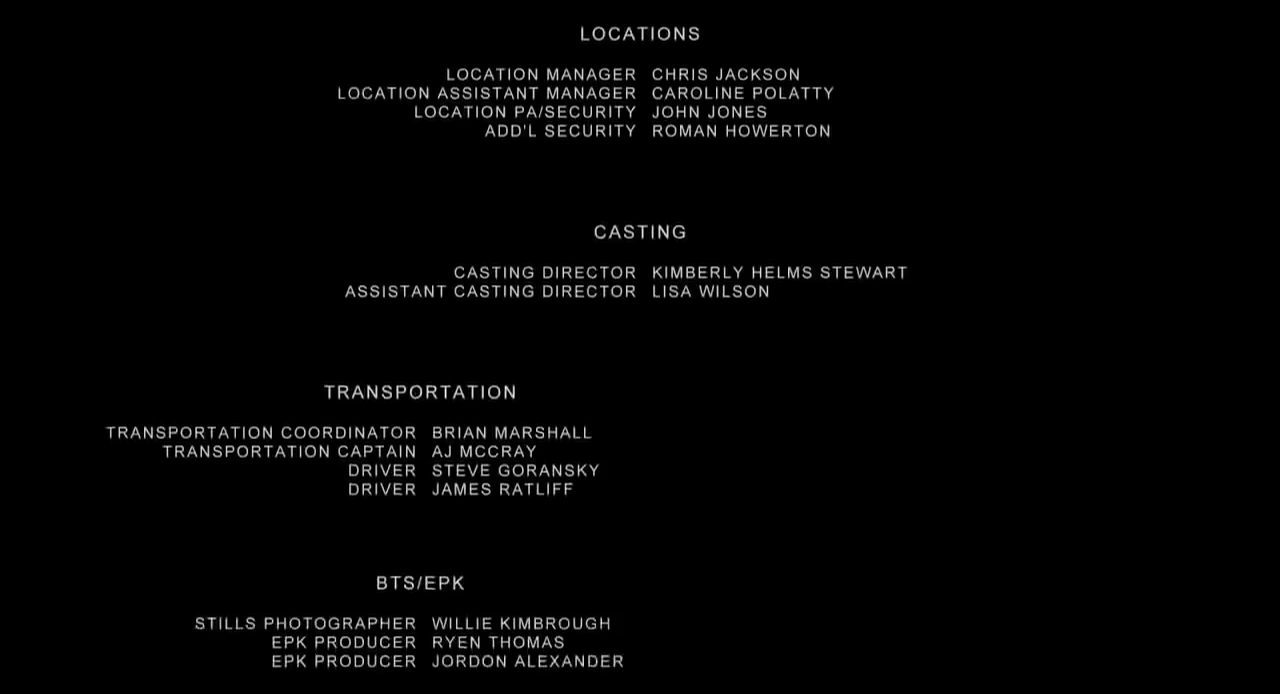 LOCATIONS
LOCATION MANAGER CHRIS JACKSON
LOCATION ASSISTANT MANAGER CAROLINE POLATTY
LOCATION PA/SECURITY JOHN JONES
ADD'L SECURITY ROMAN HOWERTON
CASTING
CASTING DIRECTOR KIMBERLY HELMS STEWART
ASSISTANT CASTING DIRECTOR LISA WILSON
TRANSPORTATION
TRANSPORTATION COORDINATOR BRIAN MARSHALL
TRANSPORTATION CAPTAIN AJ MCCRAY
DRIVER STEVE GORANSKY
DRIVER JAMES RATLIFF
BTS/EPK
STILLS PHOTOGRAPHER WILLIE KIMBROUGH
EPK PRODUCER RYEN THOMAS
EPK PRODUCER JORDON ALEXANDER